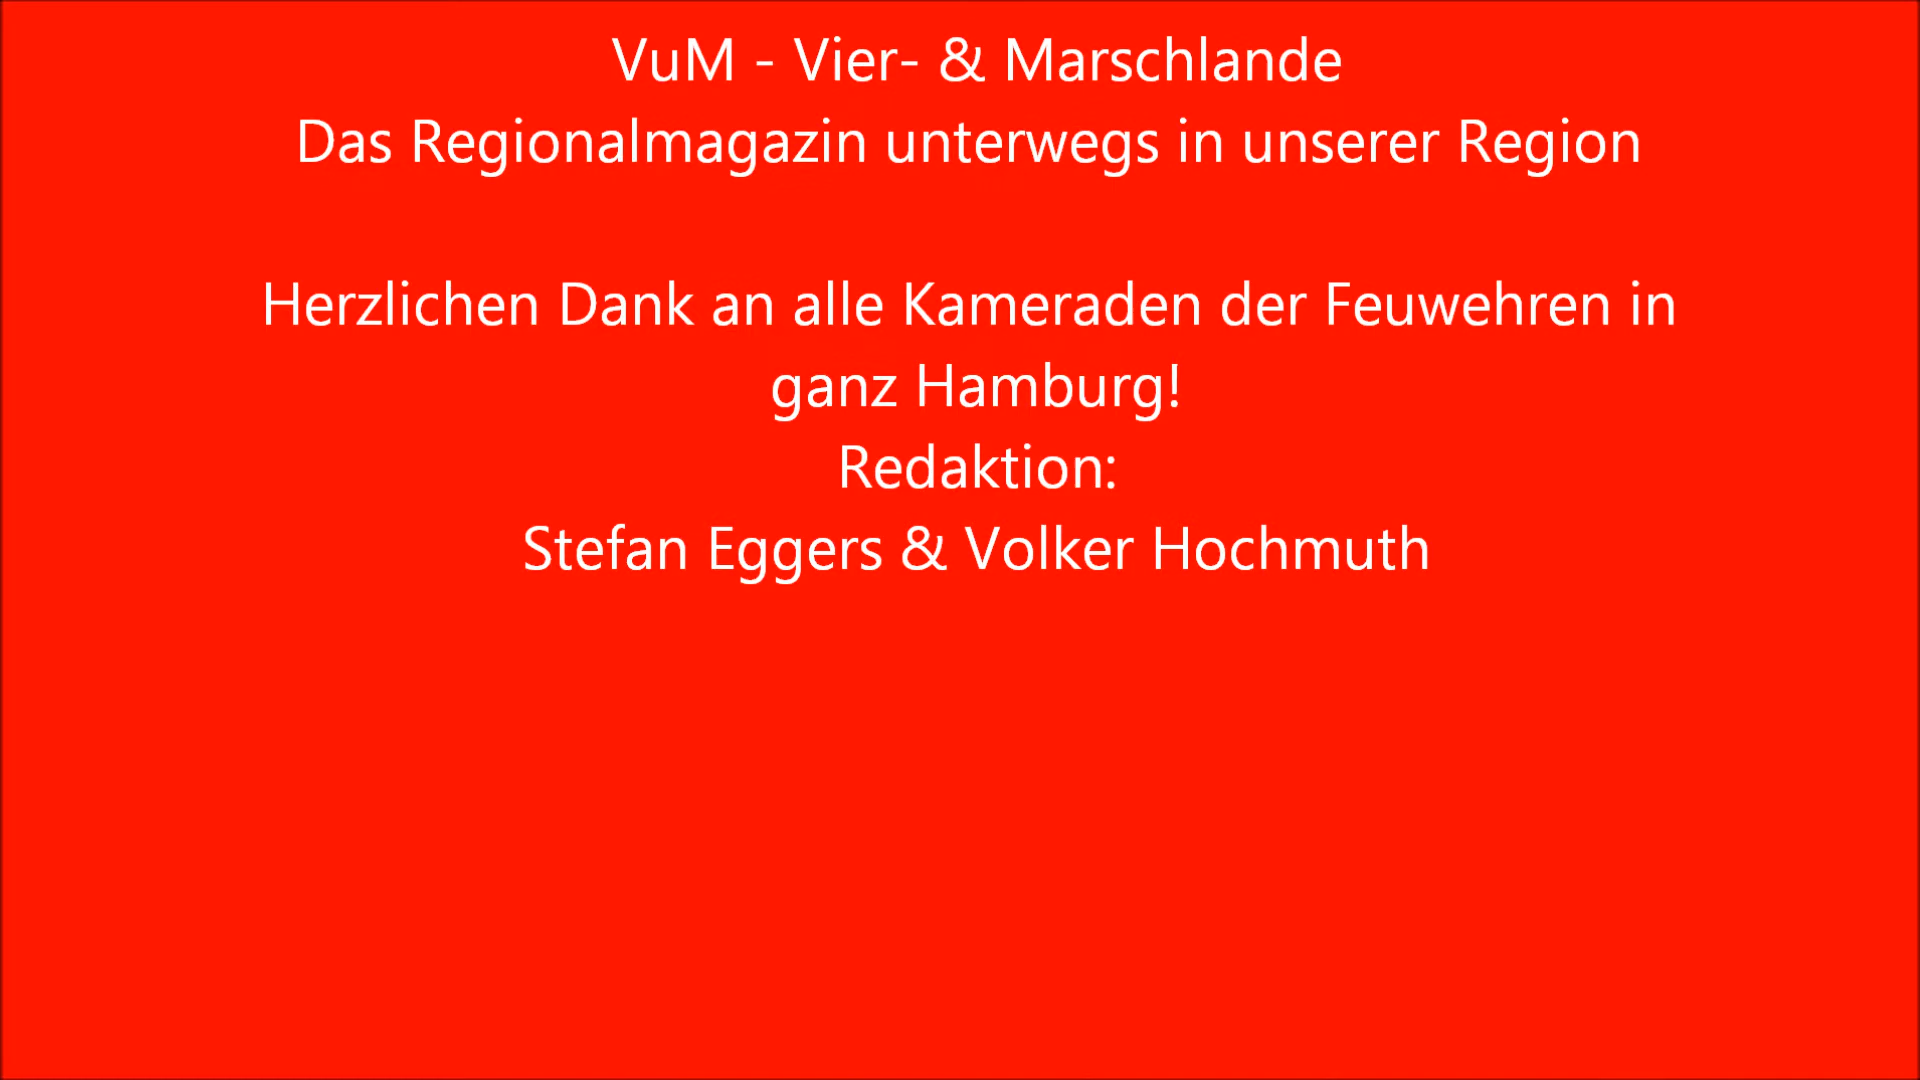 VuM - Vier- & Marschlande
Das Regionalmagazin unterwegs in unserer Region
Herzlichen Dank an alle Kameraden der Feuwehren in
ganz Hamburg!
Redaktion:
Stefan Eggers & Volker Hochmuth